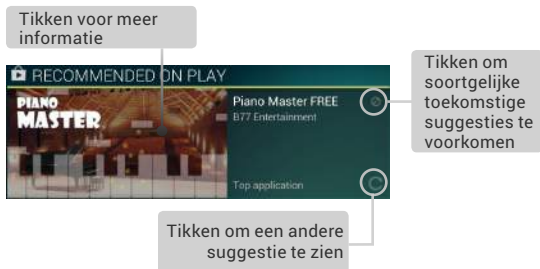 Tikken voor meer
informatie
RECOMMENDED ON PLAY
PIANO
MASTER
Piano Master FREE
B77 Entertainment
Top application
Tikken om
soortgelijke
toekomstige
suggesties te
voorkomen
Tikken om een andere
suggestie te zien